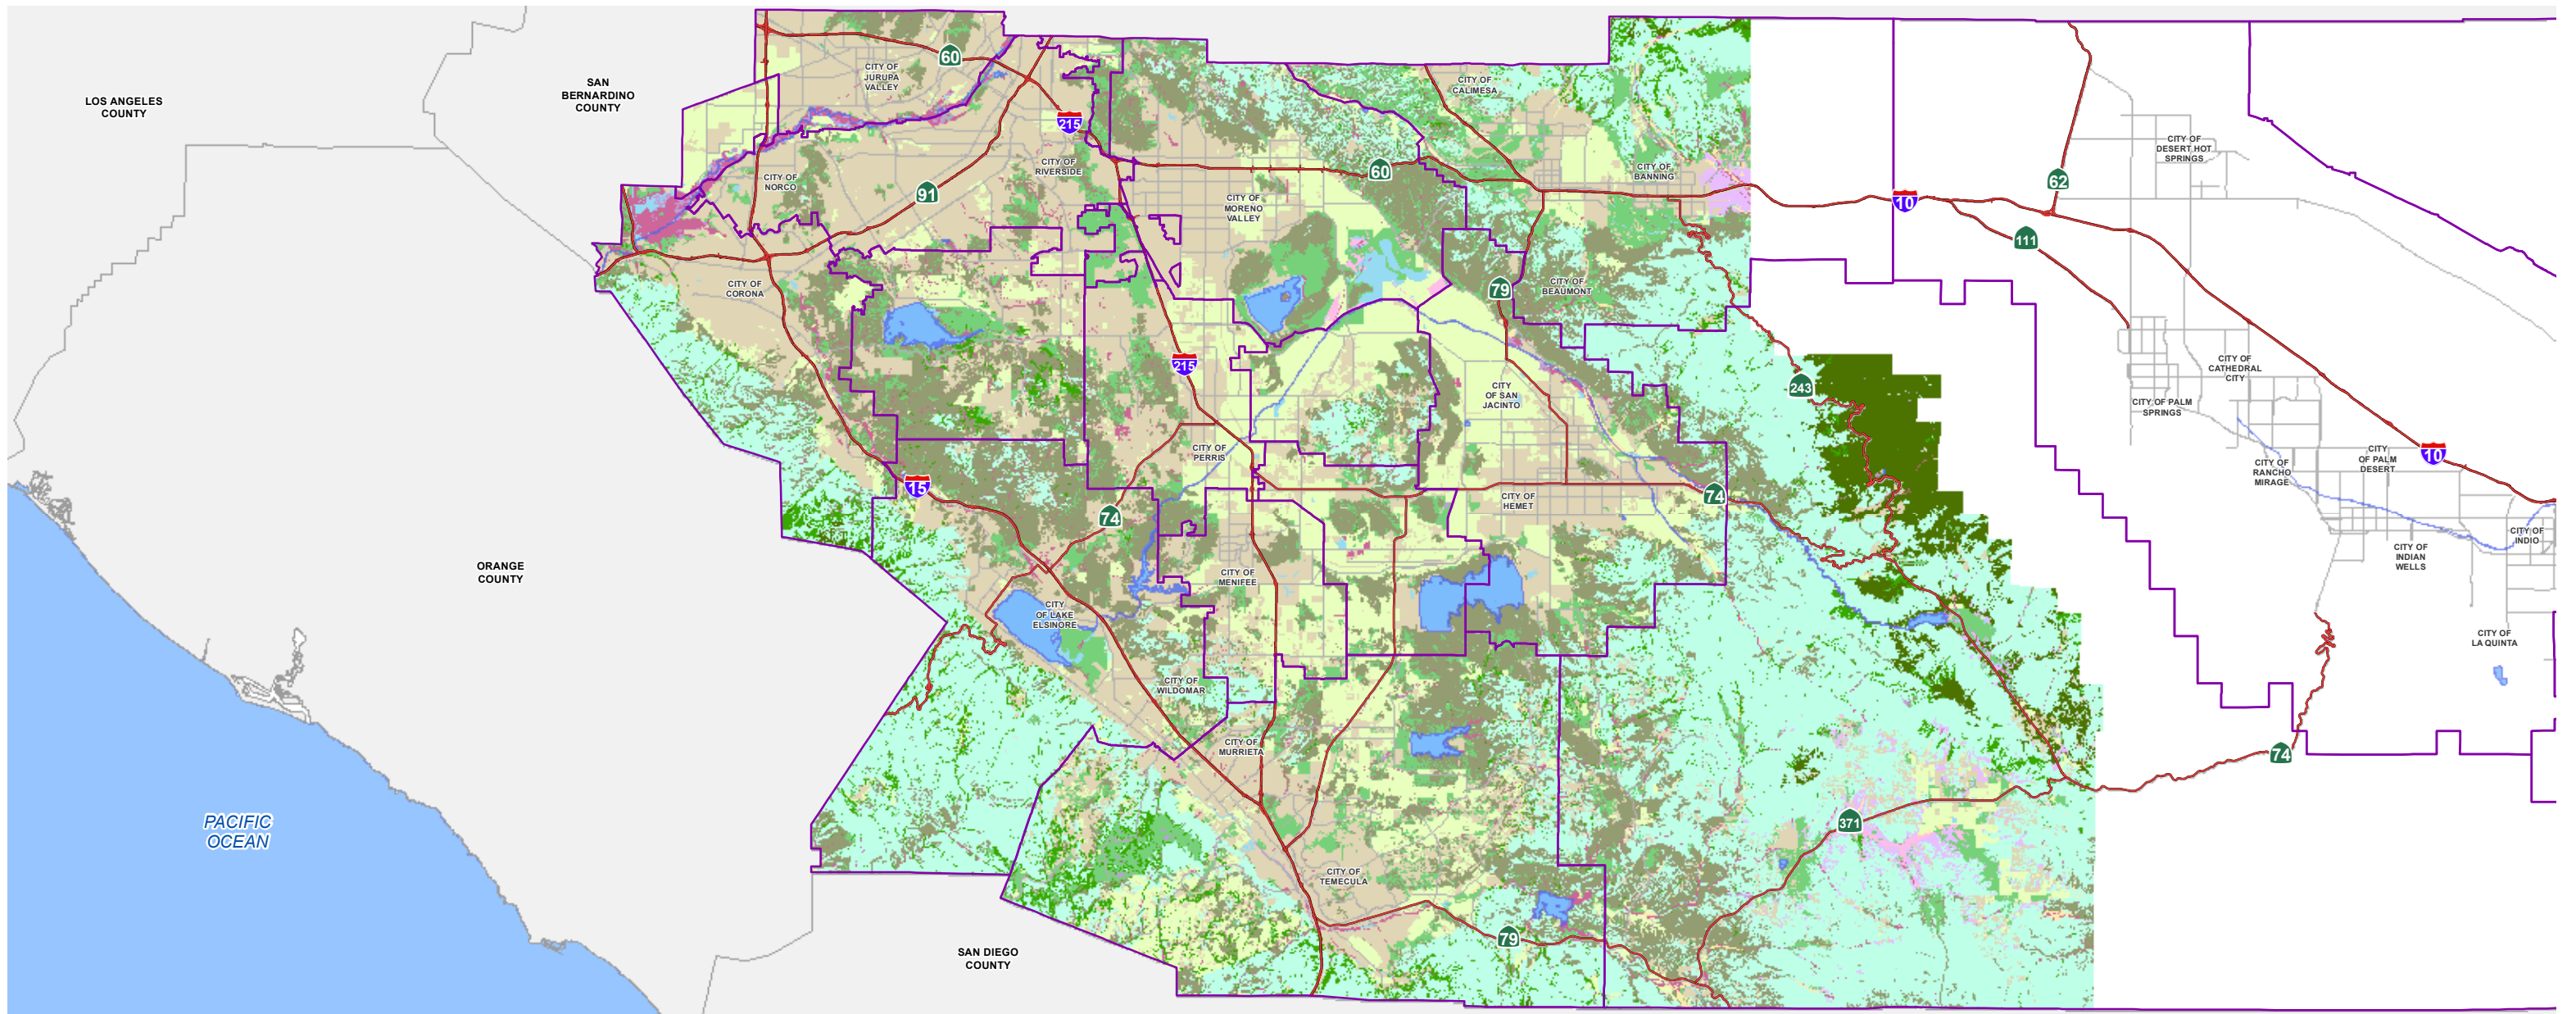 LOS ANGELES
COUNTY
SAN
BERNARDINO
COUNTY
60
CITY OF
JURUPA
VALLEY
CITY OF
CALIMESA
215
CITY OF
DESERT HOT
SPRINGS
CITY OF
NORCO
CITY OF
RIVERSIDE
60
CITY OF
BANNING
62
91
CITY OF
MORENO
VALLEY
10
111
CITY OF
CORONA
79
CITY OF
BEAUMONT
215
CITY
OF SAN
JACINTO
243
CITY OF
CATHEDRAL
CITY
CITY OF PALM
SPRINGS
CITY OF
PERRIS
10
CITY
OF PALM
DESERT
CITY OF
RANCHO
MIRAGE
15
74
CITY OF
HEMET
74
CITY OF
INDIO
CITY OF
INDIAN
WELLS
ORANGE
COUNTY
CITY OF
MENIFEE
CITY
OF LAKE
ELSINORE
CITY OF
LA QUINTA
CITY OF
WILDOMAR
CITY OF
MURRIETA
74
PACIFIC
OCEAN
371
CITY OF
TEMECULA
79
SAN DIEGO
COUNTY